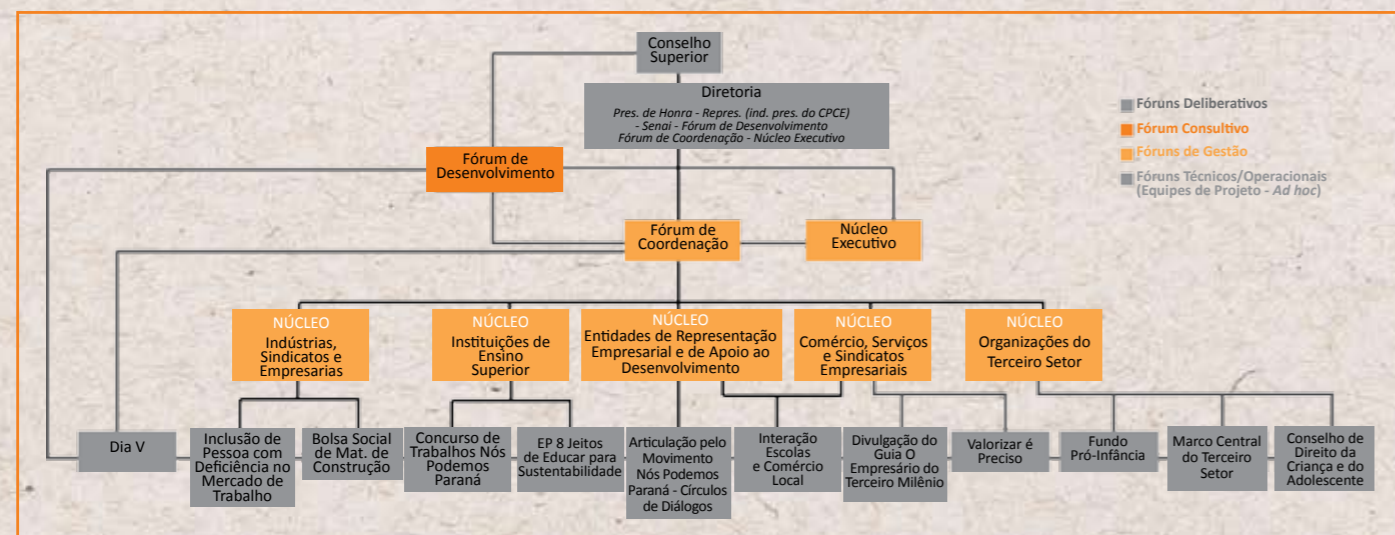 Conselho
Superior
Diretoria
Pres. de Honra - Repres. (ind. pres. do CPCE)
- Senai - Fórum de Desenvolvimento
Fórum de Coordenação - Núcleo Executivo
Fóruns Deliberativos
Fórum Consultivo
Fóruns de Gestão
Fóruns Técnicos/Operacionais
(Equipes de Projeto - Ad hoc)
Fórum de
Desenvolvimento
Fórum de
Coordenação
Núcleo
Executivo
NÚCLEO
Indústrias,
Sindicatos e
Empresarias
NÚCLEO
Instituições de
Ensino
Superior
NÚCLEO
Entidades de Representação
Empresarial e de Apoio ao
Desenvolvimento
NÚCLEO
Comércio, Serviços
e Sindicatos
Empresariais
NÚCLEO
Organizações do
Terceiro Setor
Dia V
Inclusão de
Pessoa com
Deficiência no
Mercado de
Trabalho
Bolsa Social
de Mat. de
Construção
Concurso de
Trabalhos Nós
Podemos
Paraná
EP 8 Jeitos
de Educar para
Sustentabilidade
Articulação pelo
Movimento
Nós Podemos
Paraná - Círculos
de Diálogos
Interação
Escolas
e Comércio
Local
Divulgação do
Guia O
Empresário do
Terceiro Milênio
Valorizar é
Preciso
Fundo
Pró-Infância
Marco Central
do Terceiro
Setor
Conselho de
Direito da
Criança e do
Adolescente